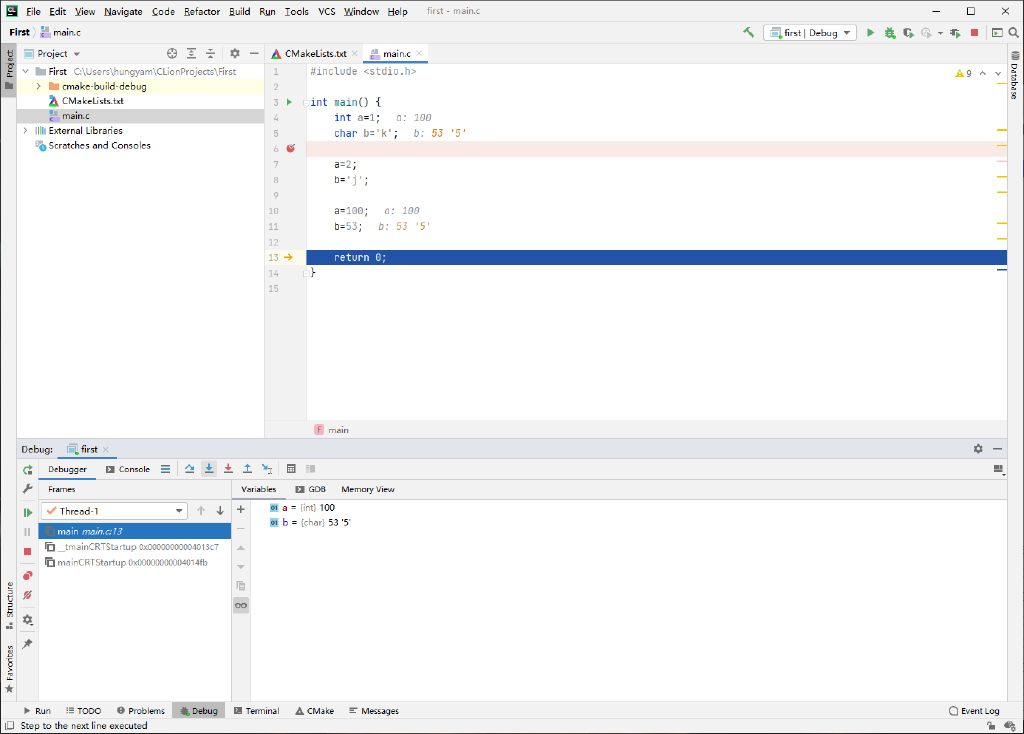 CL File Edit View Navigate Code Refactor Build Run Tools VCS Window Help first - main.c
First main.c first | Debug
Project CMakeLists.txt main.c
Project
Database
First C:\Users\hungyam\CLionProjects\First
cmake-build-debug
CMakeLists.txt
main.c
External Libraries
Scratches and Consoles
1 #include <stdio.h> 9
2
3 int main() {
4 int a=1; a: 100
5 char b='k'; b: 53 '5'
6
7 a=2;
8 b='j';
9
10 a=100; a: 100
11 b=53; b: 53 '5'
12
13 return 0;
14 }
15
f main
Debug: first
Debugger Console
Frames Variables GDB Memory View
Thread-1
main main.c:13
__tmainCRTStartup 0x00000000004013c7
mainCRTStartup 0x00000000004014fb
01 a = {int} 100
01 b = {char} 53 '5'
Structure
Favorites
Run TODO Problems Debug Terminal CMake Messages Event Log
Step to the next line executed